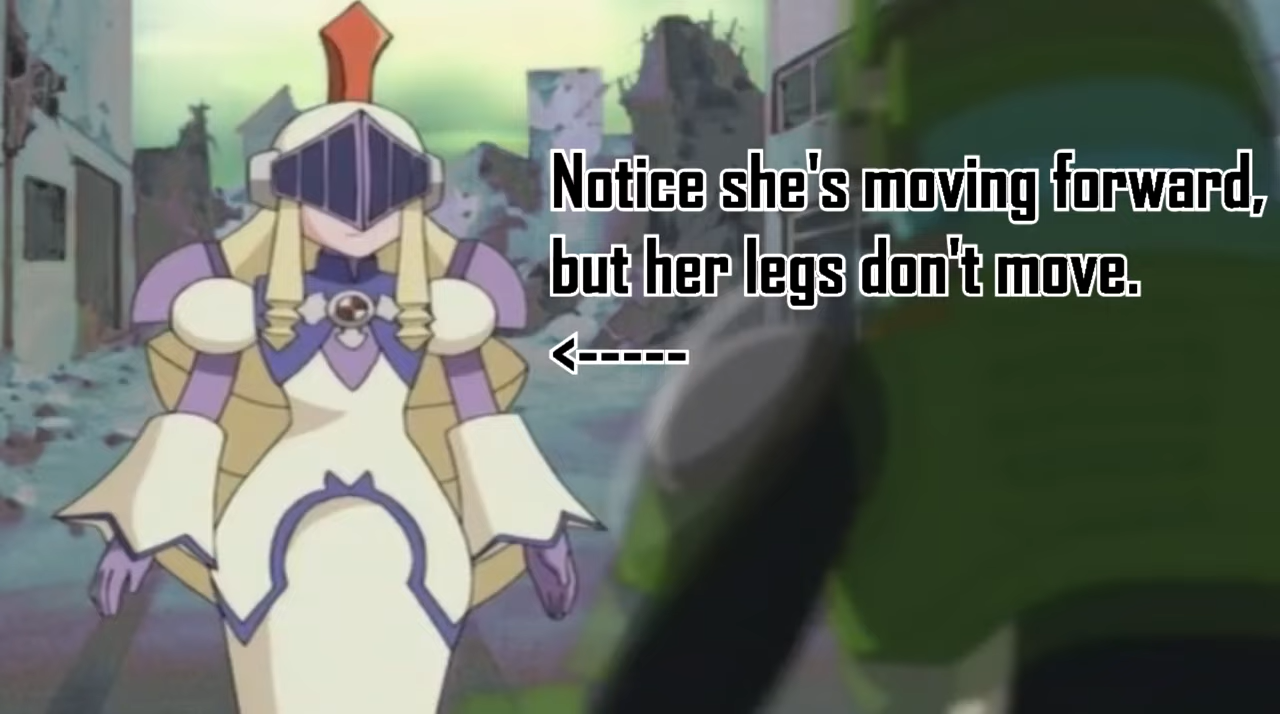 Notice she's moving forward,
but her legs don't move.
<-----